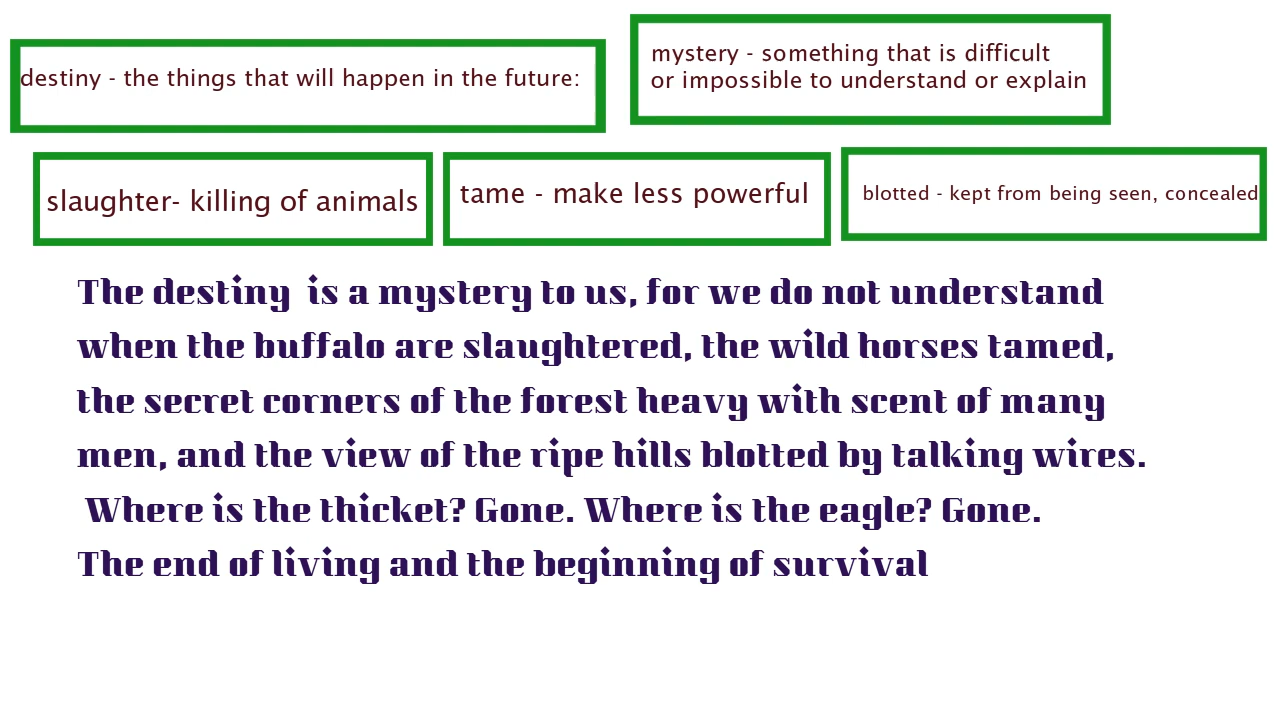 destiny - the things that will happen in the future:
mystery - something that is difficult
or impossible to understand or explain
slaughter- killing of animals
tame - make less powerful
blotted - kept from being seen, concealed
The destiny is a mystery to us, for we do not understand
when the buffalo are slaughtered, the wild horses tamed,
the secret corners of the forest heavy with scent of many
men, and the view of the ripe hills blotted by talking wires.
Where is the thicket? Gone. Where is the eagle? Gone.
The end of living and the beginning of survival